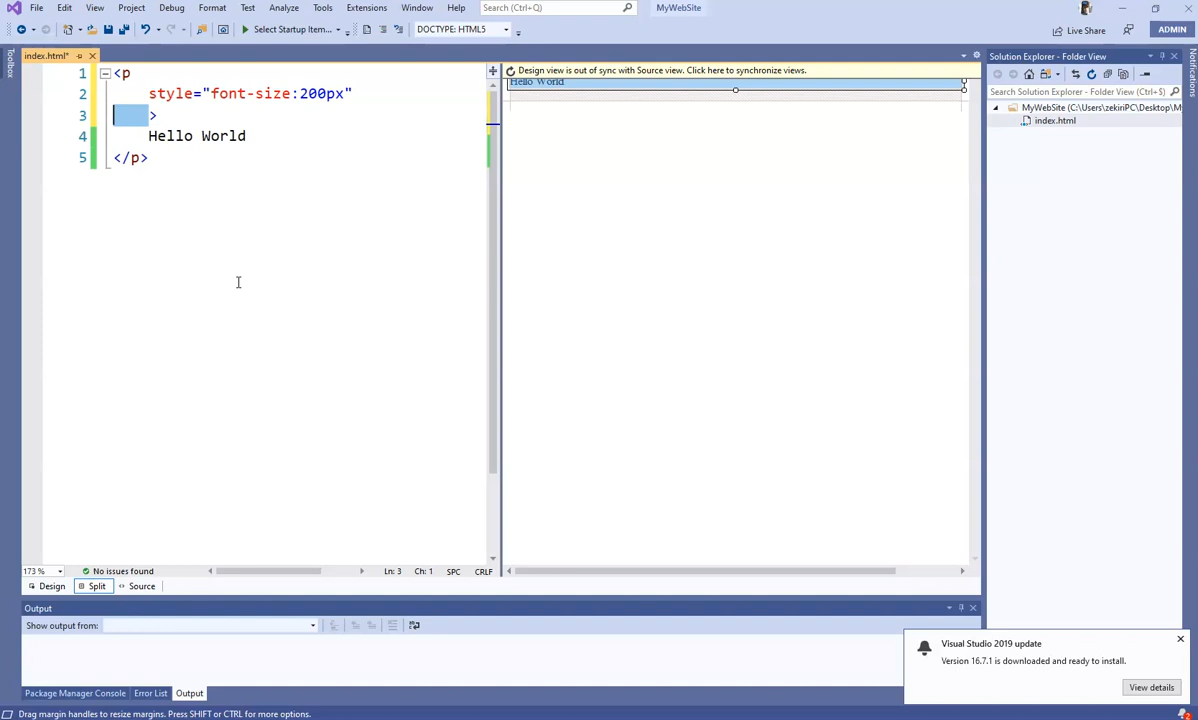 File Edit View Project Debug Format Test Analyze Tools Extensions Window Help Search (Ctrl+Q) MyWebSite
Select Startup Item... DOCTYPE: HTML5 Live Share ADMIN
Toolbox
index.html*
1 <p
2 style="font-size:200px"
3 >
4 Hello World
5 </p>
Design view is out of sync with Source view. Click here to synchronize views.
Hello World
Solution Explorer - Folder View
Search Solution Explorer - Folder View (Ctrl+$)
MyWebSite (C:\Users\zekiriPC\Desktop\M
index.html
Notifications
173 % No issues found Ln: 3 Ch: 1 SPC CRLF
Design Split Source
Output
Show output from:
Visual Studio 2019 update
Version 16.7.1 is downloaded and ready to install.
View details
Package Manager Console Error List Output
Drag margin handles to resize margins. Press SHIFT or CTRL for more options.
2